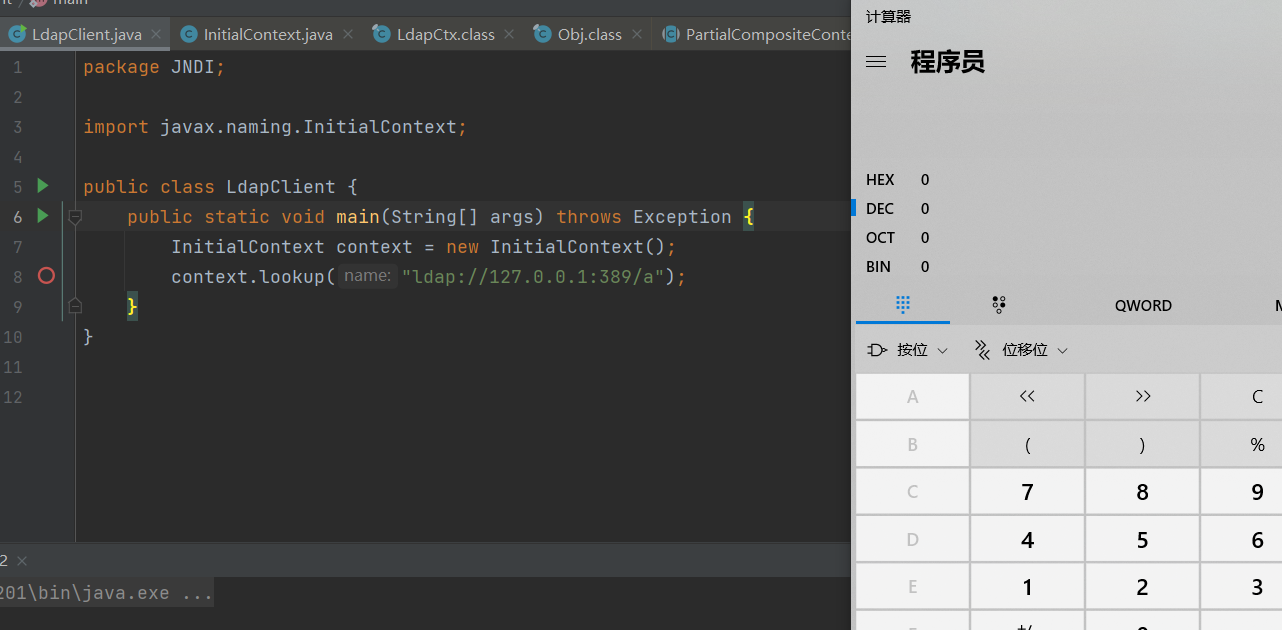 main
LdapClient.java InitialContext.java LdapCtx.class Obj.class PartialCompositeConte
1 package JNDI;
2
3 import javax.naming.InitialContext;
4
5 public class LdapClient {
6 public static void main(String[] args) throws Exception {
7 InitialContext context = new InitialContext();
8 context.lookup( name: "ldap://127.0.0.1:389/a");
9 }
10 }
11
12
2
201\bin\java.exe ...
计算器
程序员
HEX 0
DEC 0
OCT 0
BIN 0
QWORD M
按位 位移位
A << >> C
B ( ) %
C 7 8 9
D 4 5 6
E 1 2 3